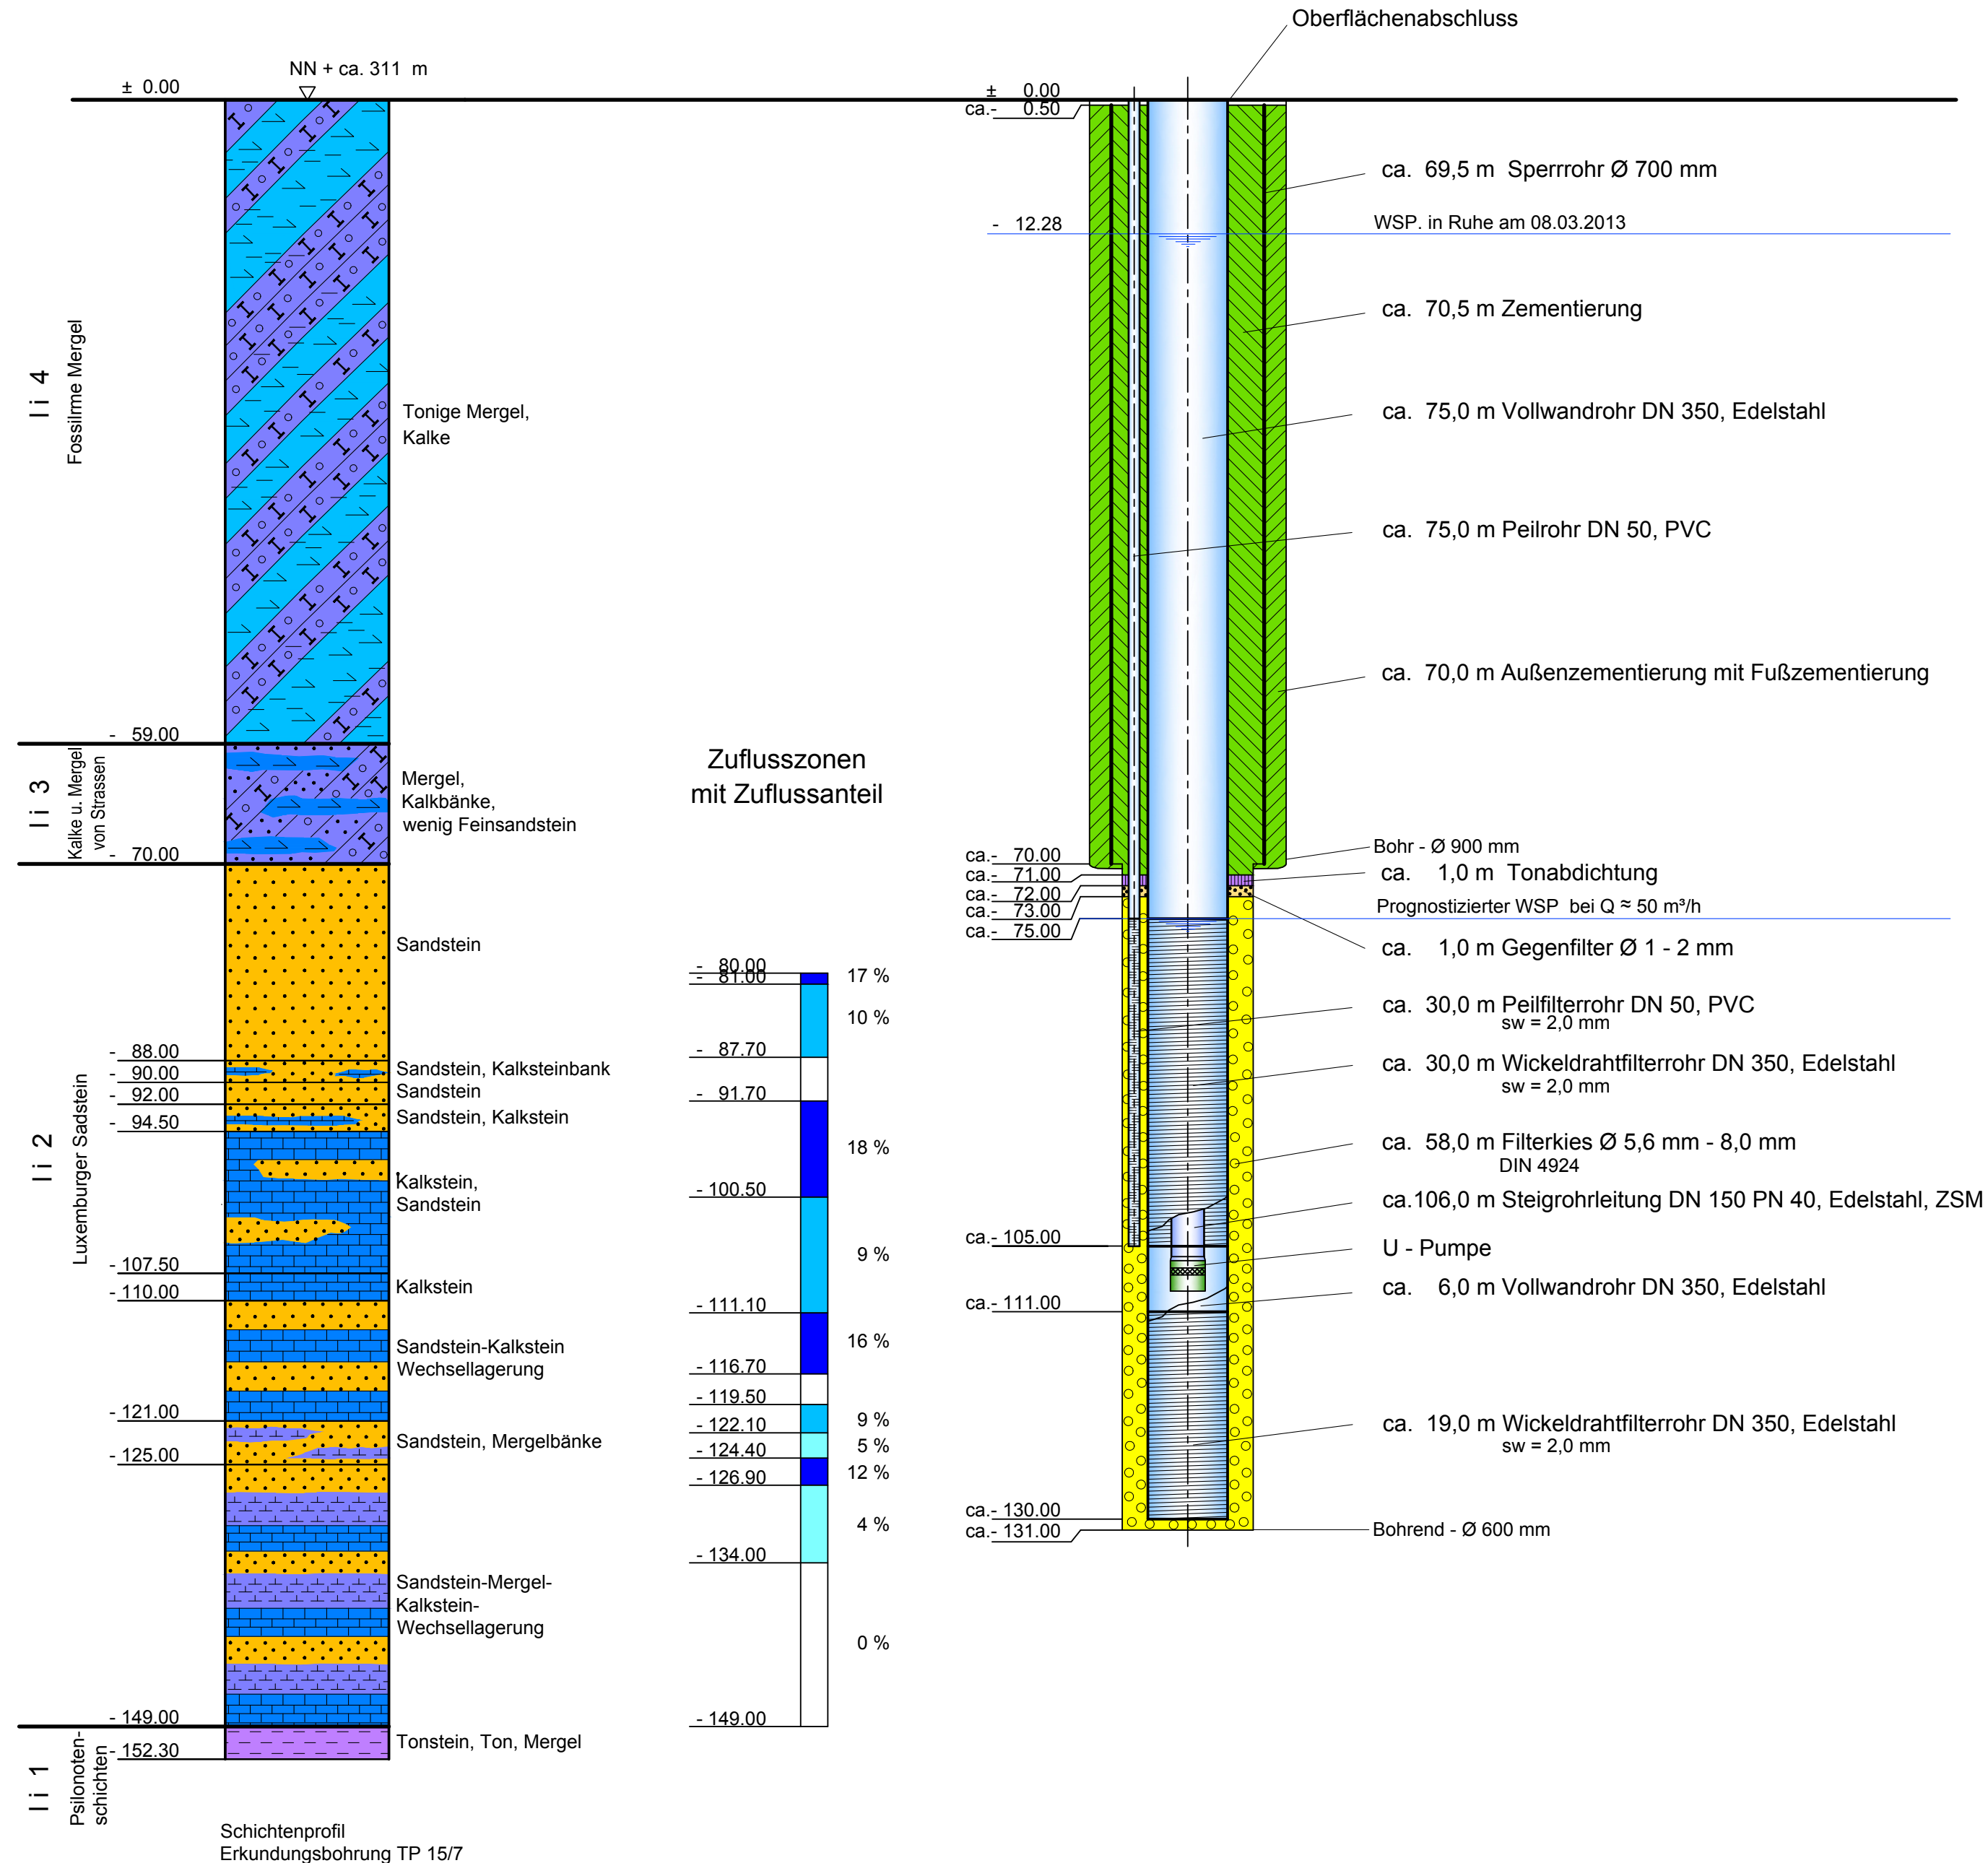 Oberflächenabschluss
NN + ca. 311 m
± 0.00
± 0.00
ca.- 0.50
ca. 69,5 m Sperrrohr Ø 700 mm
- 12.28
WSP. in Ruhe am 08.03.2013
ca. 70,5 m Zementierung
li 4
Fossilrme Mergel
Tonige Mergel,
Kalke
ca. 75,0 m Vollwandrohr DN 350, Edelstahl
ca. 75,0 m Peilrohr DN 50, PVC
ca. 70,0 m Außenzementierung mit Fußzementierung
- 59.00
li 3
Kalke u. Mergel
von Strassen
Mergel,
Kalkbänke,
wenig Feinsandstein
Zuflusszonen
mit Zuflussanteil
- 70.00
ca.- 70.00
ca.- 71.00
ca.- 72.00
ca.- 73.00
ca.- 75.00
Bohr - Ø 900 mm
ca. 1,0 m Tonabdichtung
Prognostizierter WSP bei Q ≈ 50 m³/h
ca. 1,0 m Gegenfilter Ø 1 - 2 mm
li 2
Luxemburger Sadstein
Sandstein
- 80.00
- 81.00
17 %
10 %
- 87.70
- 91.70
18 %
- 100.50
9 %
- 111.10
16 %
- 116.70
- 119.50
9 %
- 122.10
5 %
- 124.40
12 %
- 126.90
4 %
- 134.00
0 %
- 149.00
- 88.00
Sandstein, Kalksteinbank
- 90.00
Sandstein
- 92.00
Sandstein, Kalkstein
- 94.50
Kalkstein,
Sandstein
- 107.50
Kalkstein
- 110.00
Sandstein-Kalkstein
Wechsellagerung
- 121.00
Sandstein, Mergelbänke
- 125.00
Sandstein-Mergel-
Kalkstein-
Wechsellagerung
- 149.00
Tonstein, Ton, Mergel
- 152.30
li 1
Psilonoten-
schichten
ca. 30,0 m Peilfilterrohr DN 50, PVC
sw = 2,0 mm
ca. 30,0 m Wickeldrahtfilterrohr DN 350, Edelstahl
sw = 2,0 mm
ca. 58,0 m Filterkies Ø 5,6 mm - 8,0 mm
DIN 4924
ca.106,0 m Steigrohrleitung DN 150 PN 40, Edelstahl, ZSM
ca.- 105.00
U - Pumpe
ca. 6,0 m Vollwandrohr DN 350, Edelstahl
ca.- 111.00
ca. 19,0 m Wickeldrahtfilterrohr DN 350, Edelstahl
sw = 2,0 mm
ca.- 130.00
ca.- 131.00
Bohrend - Ø 600 mm
Schichtenprofil
Erkundungsbohrung TP 15/7